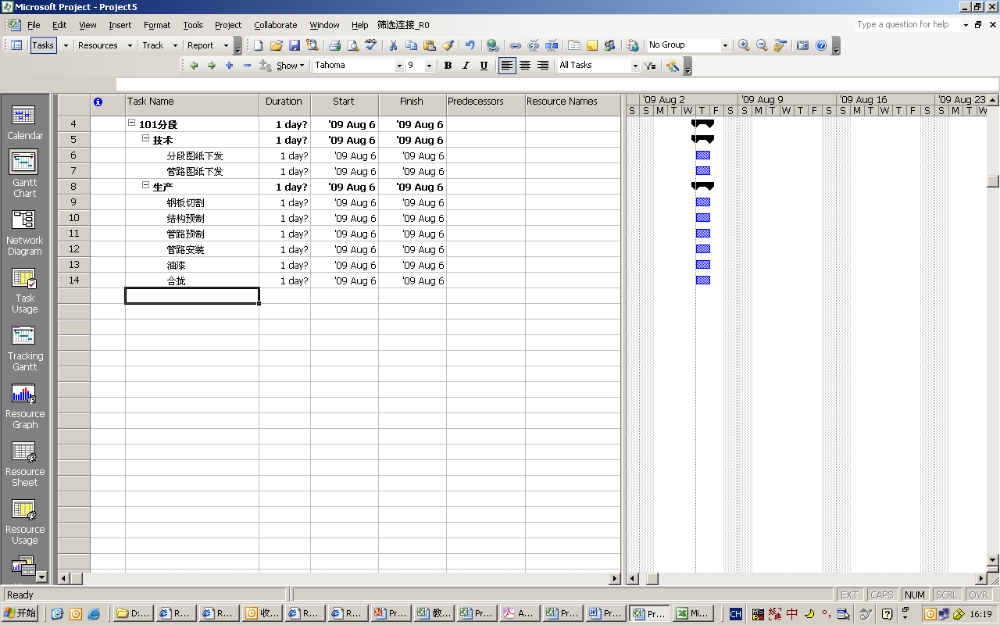 Microsoft Project - Project5
File Edit View Insert Format Tools Project Collaborate Window Help 筛选连接_R0 Type a question for help
Tasks Resources Track Report No Group
Show Tahoma 9 B I U All Tasks
Task Name Duration Start Finish Predecessors Resource Names '09 Aug 2 '09 Aug 9 '09 Aug 16 '09 Aug 23
S S M T W T F S S M T W T F S S M T W T F S S M T W
4 101分段 1 day? '09 Aug 6 '09 Aug 6
5 技术 1 day? '09 Aug 6 '09 Aug 6
6 分段图纸下发 1 day? '09 Aug 6 '09 Aug 6
7 管路图纸下发 1 day? '09 Aug 6 '09 Aug 6
8 生产 1 day? '09 Aug 6 '09 Aug 6
9 钢板切割 1 day? '09 Aug 6 '09 Aug 6
10 结构预制 1 day? '09 Aug 6 '09 Aug 6
11 管路预制 1 day? '09 Aug 6 '09 Aug 6
12 管路安装 1 day? '09 Aug 6 '09 Aug 6
13 油漆 1 day? '09 Aug 6 '09 Aug 6
14 合拢 1 day? '09 Aug 6 '09 Aug 6
Calendar
Gantt
Chart
Network
Diagram
Task
Usage
Tracking
Gantt
Resource
Graph
Resource
Sheet
Resource
Usage
Ready EXT CAPS NUM SCRL OVR
开始 D:... R... R... 收... R... R... Pr... 教... Pr... A... Pr... Pr... Pr... Mi... CH 中 16:19